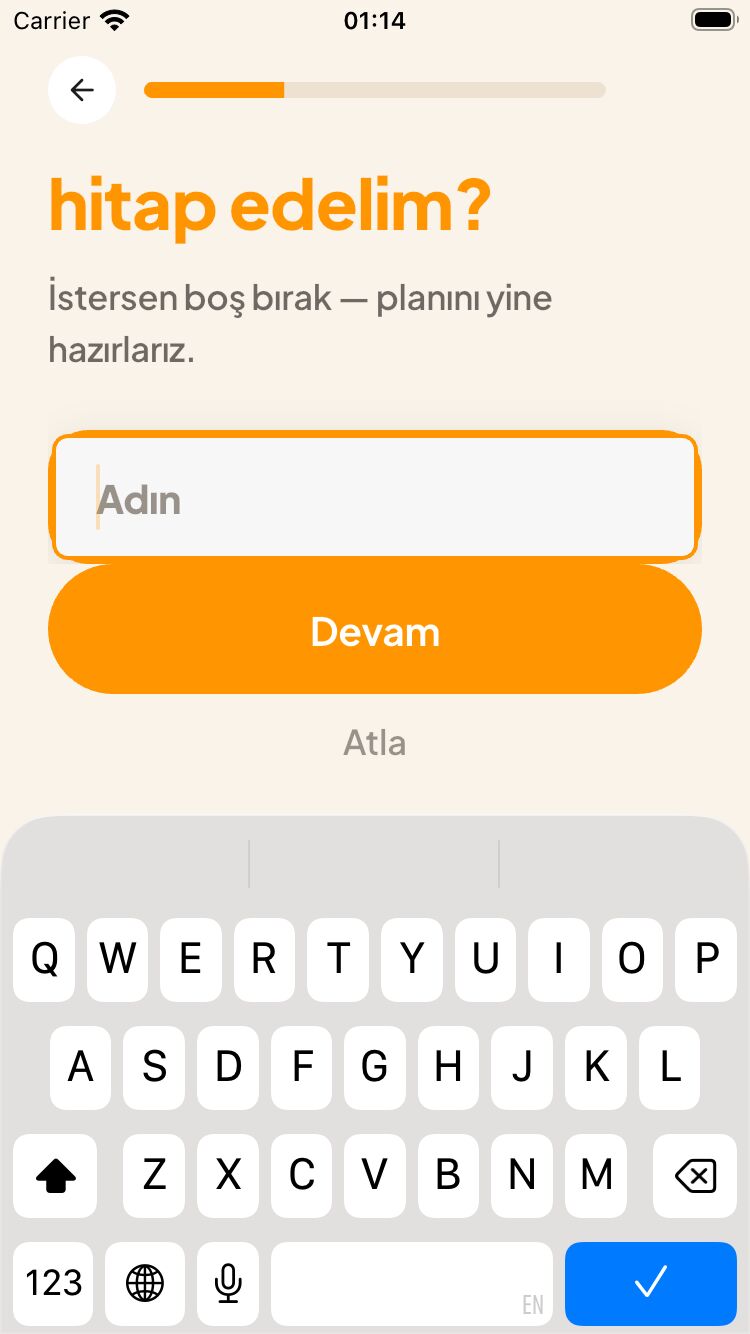 Carrier 01:14
hitap edelim?
İstersen boş bırak — planını yine
hazırlarız.
Adın
Devam
Atla
Q W E R T Y U I O P
A S D F G H J K L
Z X C V B N M
123 EN